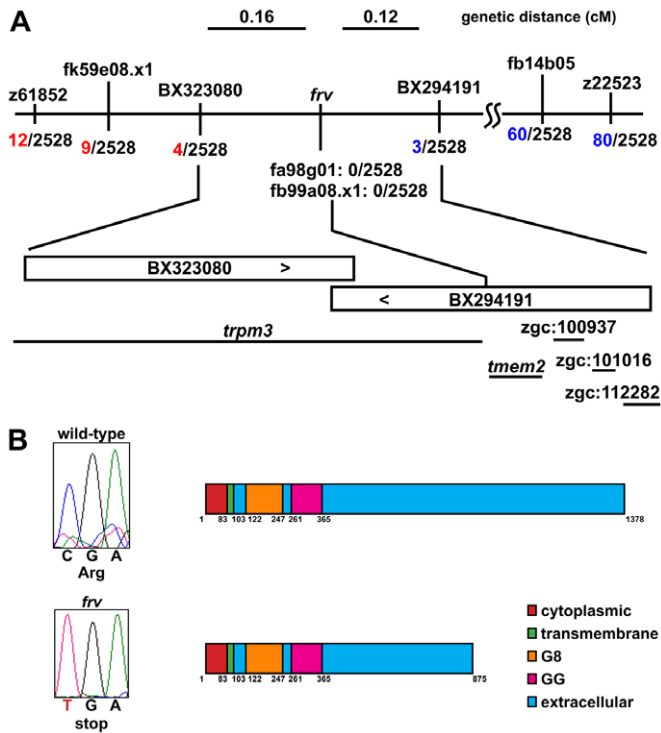 A
0.16
0.12
genetic distance (cM)
z61852
fk59e08.x1
BX323080
frv
BX294191
fb14b05
z22523
12/2528
9/2528
4/2528
3/2528
60/2528
80/2528
fa98g01: 0/2528
fb99a08.x1: 0/2528
BX323080 >
< BX294191
trpm3
tmem2
zgc:100937
zgc:101016
zgc:112282
B
wild-type
C G A
Arg
1 83 103 122 247 261 365 1378
frv
T G A
stop
1 83 103 122 247 261 365 875
cytoplasmic
transmembrane
G8
GG
extracellular